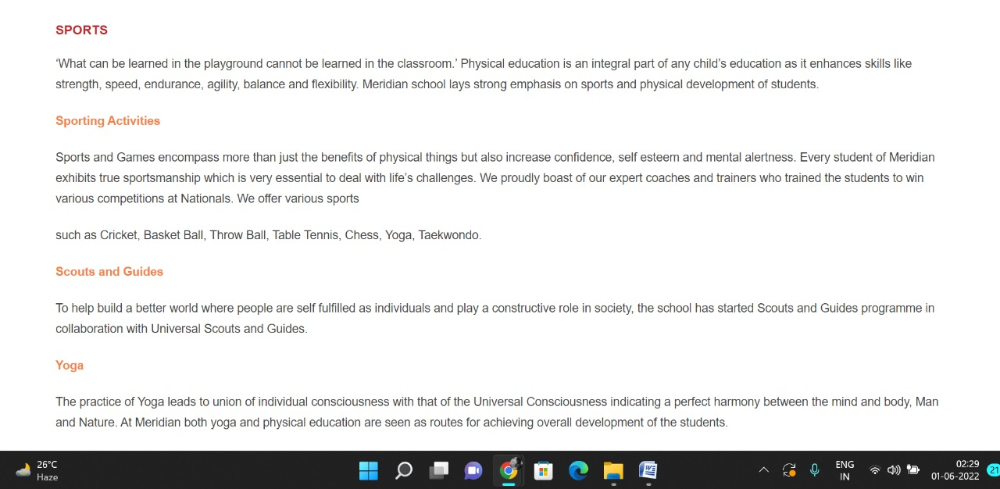 SPORTS
‘What can be learned in the playground cannot be learned in the classroom.’ Physical education is an integral part of any child’s education as it enhances skills like
strength, speed, endurance, agility, balance and flexibility. Meridian school lays strong emphasis on sports and physical development of students.
Sporting Activities
Sports and Games encompass more than just the benefits of physical things but also increase confidence, self esteem and mental alertness. Every student of Meridian
exhibits true sportsmanship which is very essential to deal with life’s challenges. We proudly boast of our expert coaches and trainers who trained the students to win
various competitions at Nationals. We offer various sports
such as Cricket, Basket Ball, Throw Ball, Table Tennis, Chess, Yoga, Taekwondo.
Scouts and Guides
To help build a better world where people are self fulfilled as individuals and play a constructive role in society, the school has started Scouts and Guides programme in
collaboration with Universal Scouts and Guides.
Yoga
The practice of Yoga leads to union of individual consciousness with that of the Universal Consciousness indicating a perfect harmony between the mind and body, Man
and Nature. At Meridian both yoga and physical education are seen as routes for achieving overall development of the students.
26°C
Haze
ENG
IN
02:29
01-06-2022
21